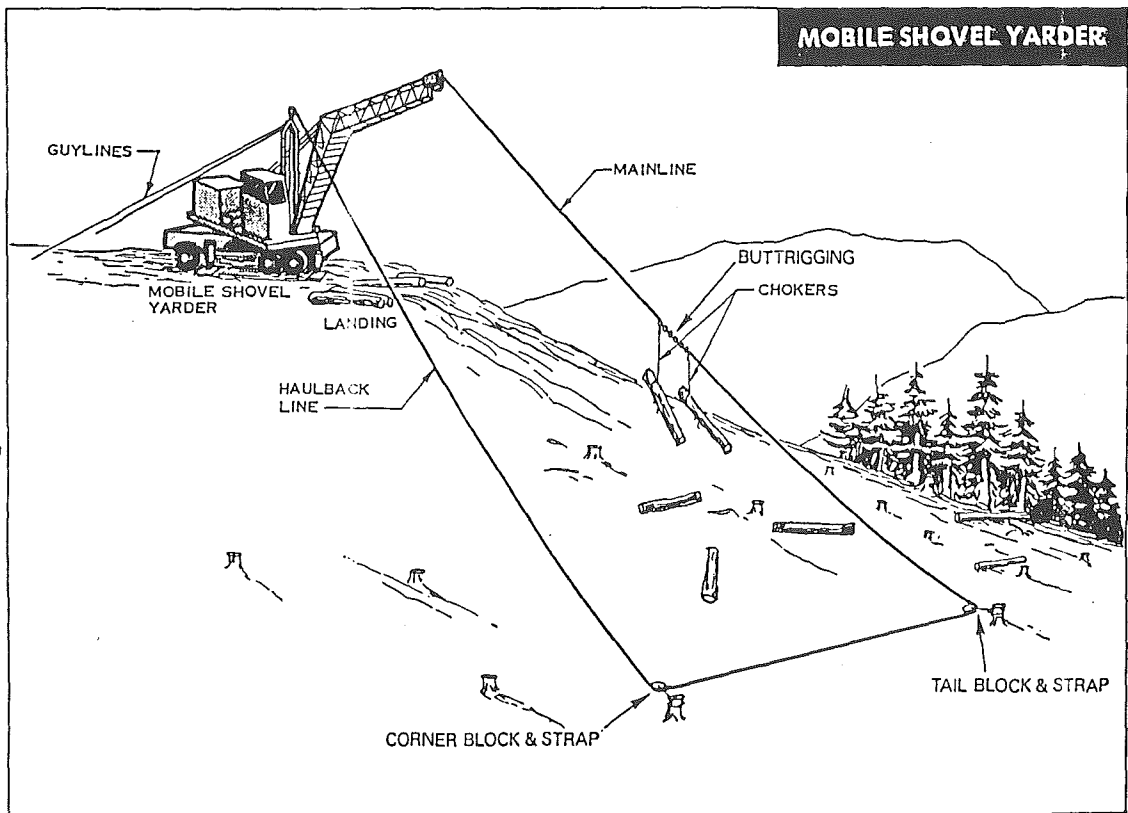 MOBILE SHOVEL YARDER
GUYLINES
MAINLINE
BUTTRIGGING
CHOKERS
MOBILE SHOVEL
YARDER
LANDING
HAULBACK
LINE
TAIL BLOCK & STRAP
CORNER BLOCK & STRAP